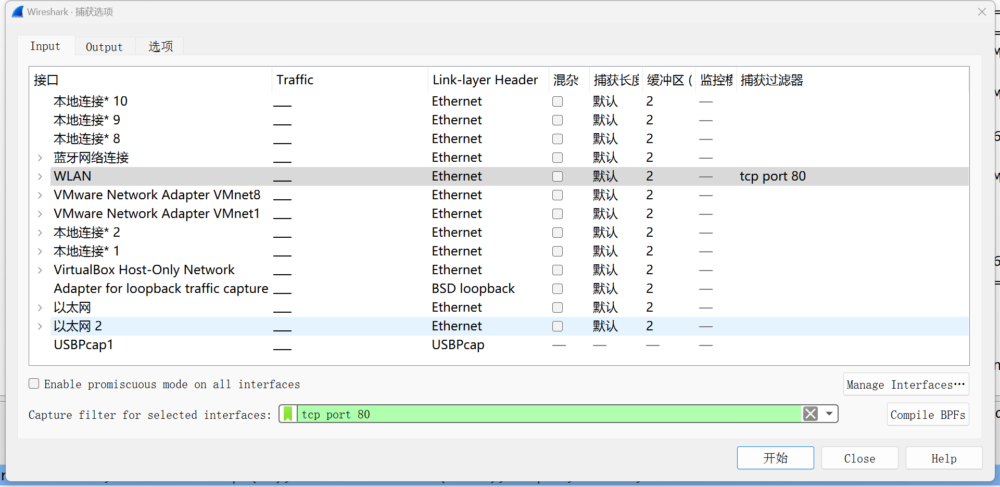 Wireshark · 捕获选项
Input Output 选项
接口 Traffic Link-layer Header 混杂 捕获长度 缓冲区 ( 监控模 捕获过滤器
本地连接* 10 Ethernet 默认 2 —
本地连接* 9 Ethernet 默认 2 —
本地连接* 8 Ethernet 默认 2 —
蓝牙网络连接 Ethernet 默认 2 —
WLAN Ethernet 默认 2 — tcp port 80
VMware Network Adapter VMnet8 Ethernet 默认 2 —
VMware Network Adapter VMnet1 Ethernet 默认 2 —
本地连接* 2 Ethernet 默认 2 —
本地连接* 1 Ethernet 默认 2 —
VirtualBox Host-Only Network Ethernet 默认 2 —
Adapter for loopback traffic capture BSD loopback 默认 2 —
以太网 Ethernet 默认 2 —
以太网 2 Ethernet 默认 2 —
USBPcap1 USBPcap — — — —
Enable promiscuous mode on all interfaces Manage Interfaces…
Capture filter for selected interfaces: tcp port 80 Compile BPFs
开始 Close Help